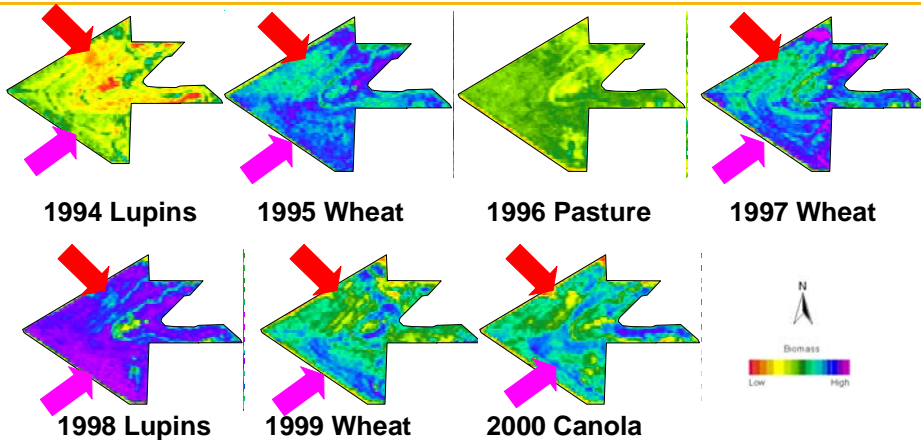 1994 Lupins
1995 Wheat
1996 Pasture
1997 Wheat
1998 Lupins
1999 Wheat
2000 Canola
N
Biomass
Low
High